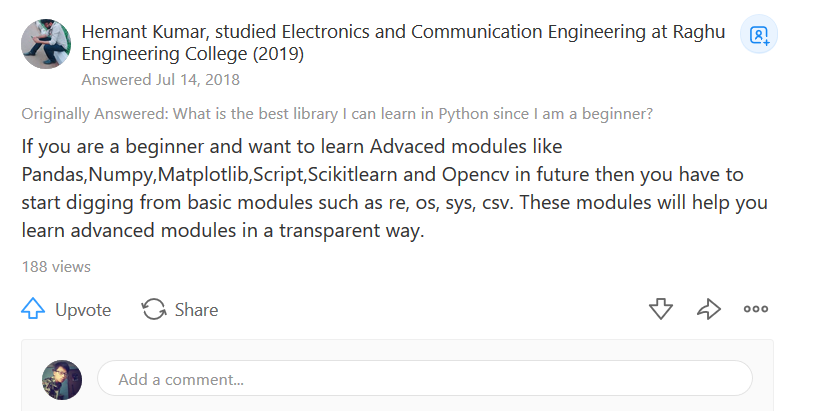 Hemant Kumar, studied Electronics and Communication Engineering at Raghu
Engineering College (2019)
Answered Jul 14, 2018
Originally Answered: What is the best library I can learn in Python since I am a beginner?
If you are a beginner and want to learn Advaced modules like
Pandas,Numpy,Matplotlib,Script,Scikitlearn and Opencv in future then you have to
start digging from basic modules such as re, os, sys, csv. These modules will help you
learn advanced modules in a transparent way.
188 views
Upvote Share
Add a comment...